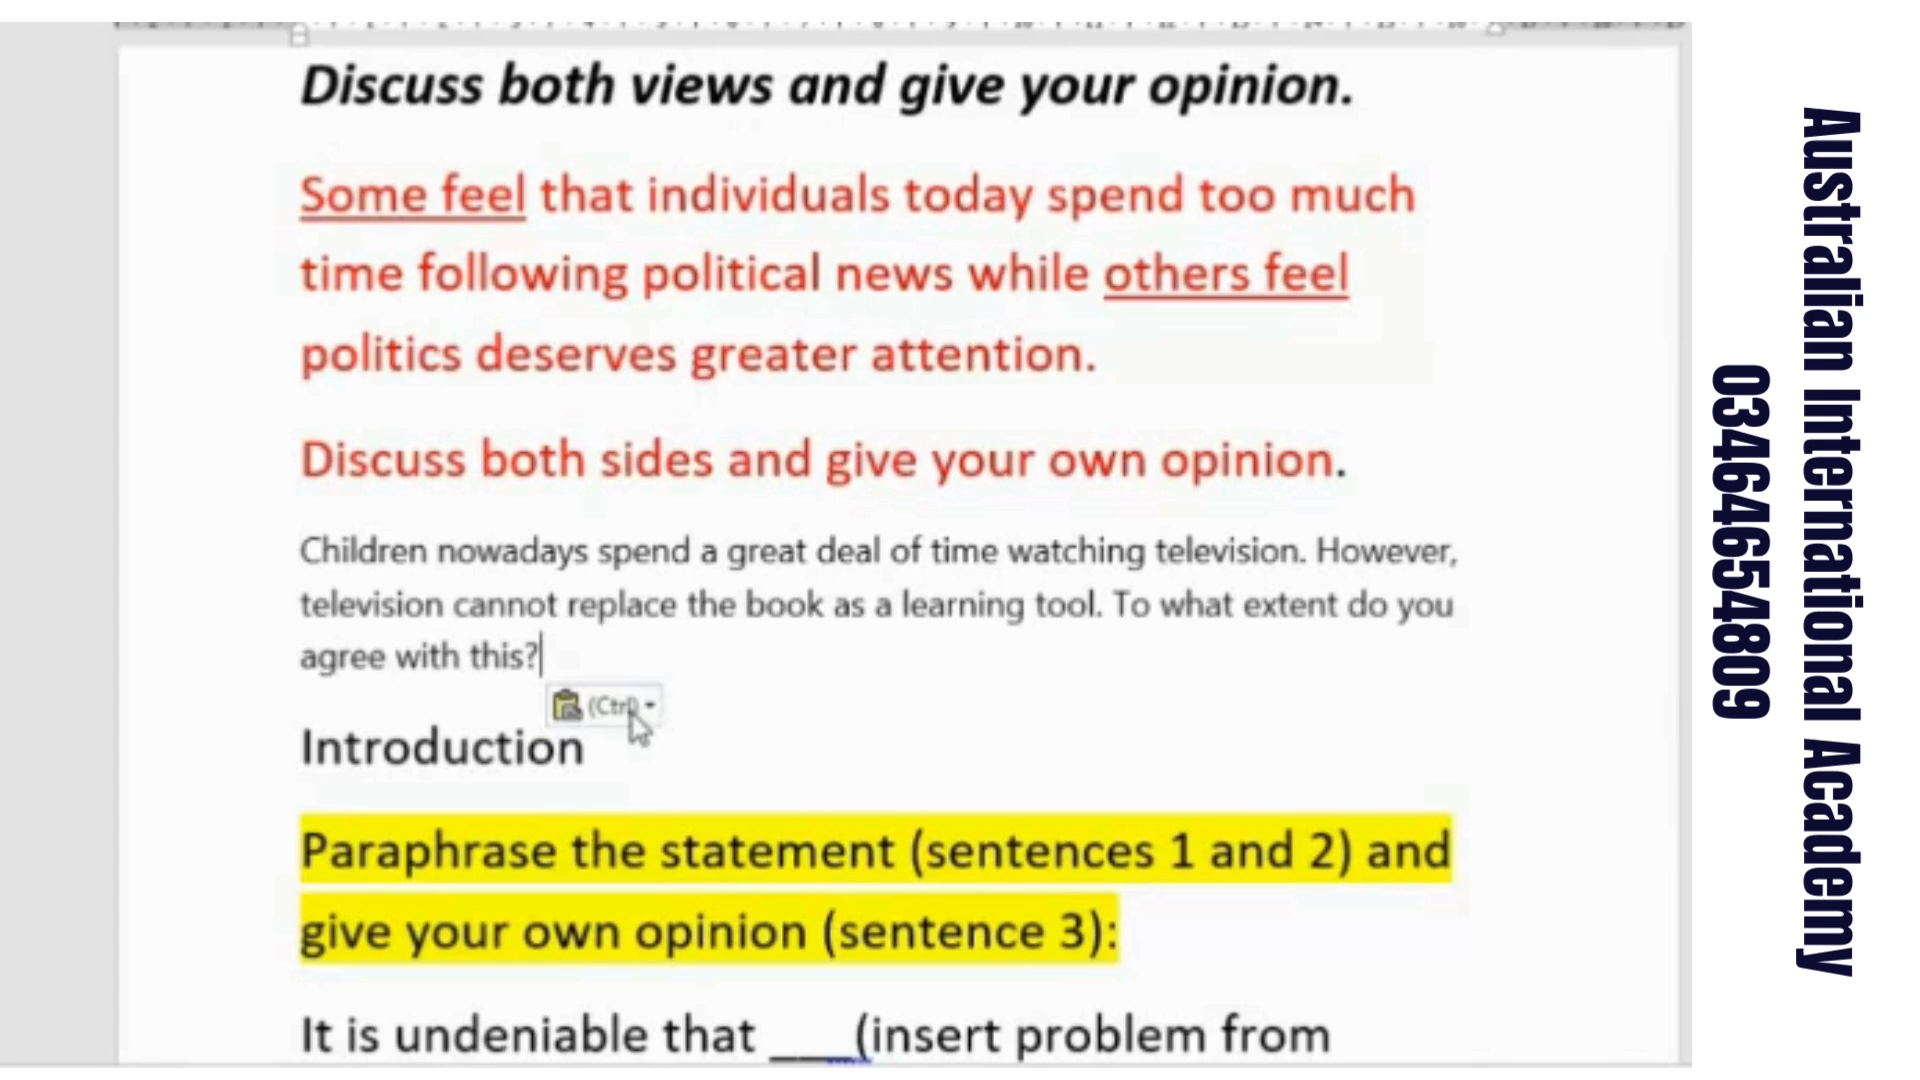 Discuss both views and give your opinion.
Some feel that individuals today spend too much
time following political news while others feel
politics deserves greater attention.
Discuss both sides and give your own opinion.
Children nowadays spend a great deal of time watching television. However,
television cannot replace the book as a learning tool. To what extent do you
agree with this?
(Ctrl)
Introduction
Paraphrase the statement (sentences 1 and 2) and
give your own opinion (sentence 3):
It is undeniable that ___(insert problem from
Australian International Academy
03464654809